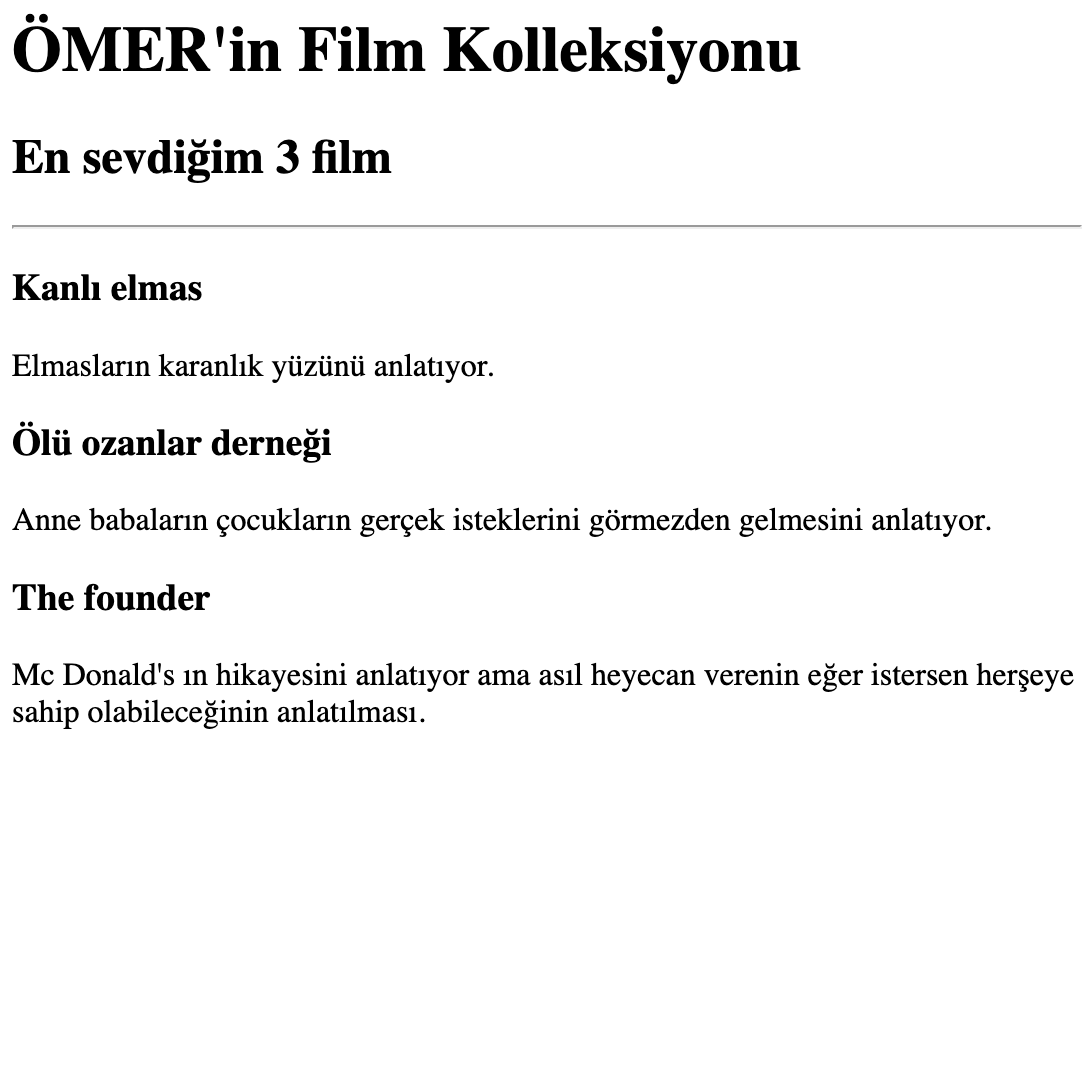 ÖMER'in Film Kolleksiyonu
En sevdiğim 3 film
Kanlı elmas
Elmasların karanlık yüzünü anlatıyor.
Ölü ozanlar derneği
Anne babaların çocukların gerçek isteklerini görmezden gelmesini anlatıyor.
The founder
Mc Donald's ın hikayesini anlatıyor ama asıl heyecan verenin eğer istersen herşeye
sahip olabileceğinin anlatılması.